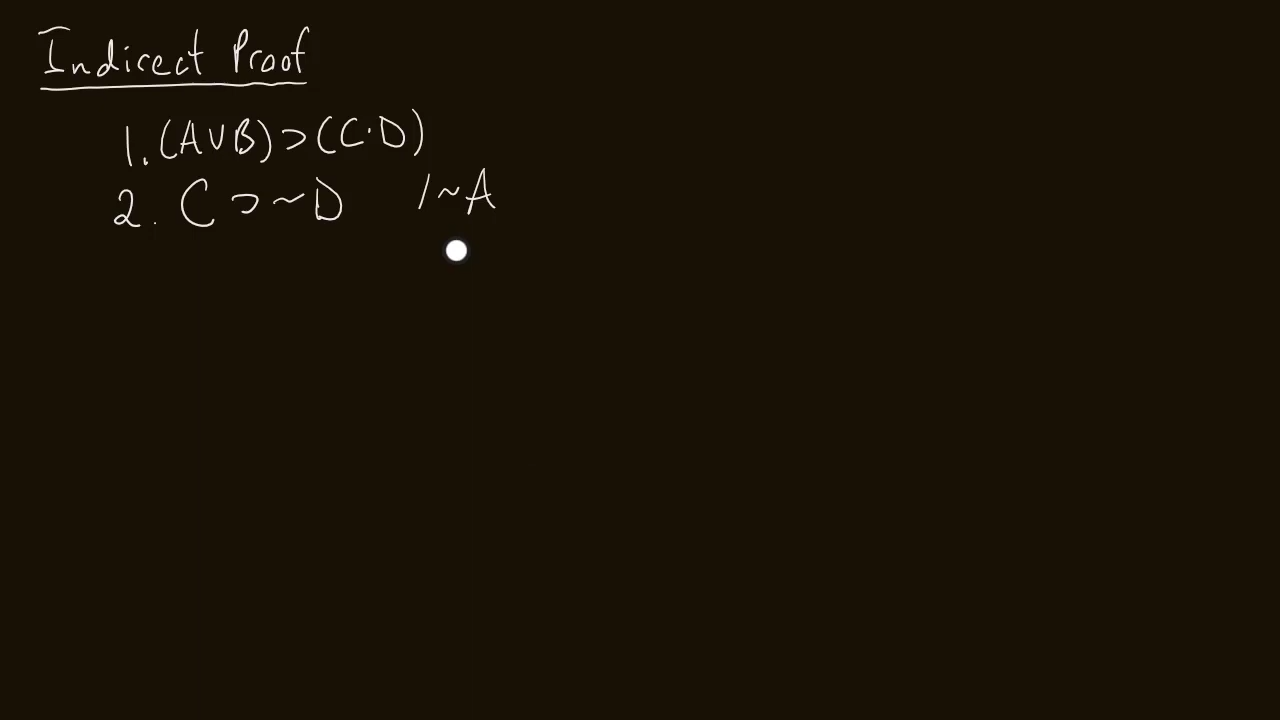 Indirect Proof
1. (A∨B)⊃(C·D)
2. C⊃~D /~A